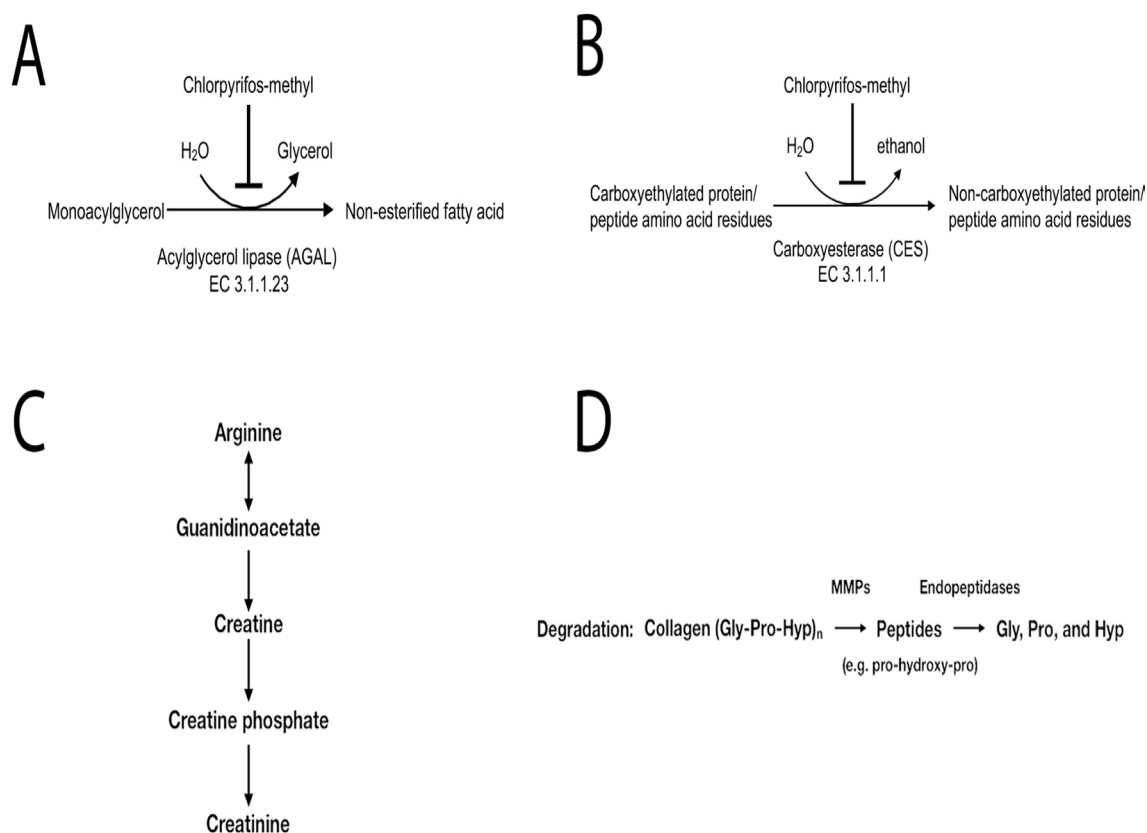 A
Chlorpyrifos-methyl
H₂O
Glycerol
Monoacylglycerol
Non-esterified fatty acid
Acylglycerol lipase (AGAL)
EC 3.1.1.23
B
Chlorpyrifos-methyl
H₂O
ethanol
Carboxyethylated protein/
peptide amino acid residues
Non-carboxyethylated protein/
peptide amino acid residues
Carboxyesterase (CES)
EC 3.1.1.1
C
Arginine
Guanidinoacetate
Creatine
Creatine phosphate
Creatinine
D
MMPs
Endopeptidases
Degradation: Collagen (Gly-Pro-Hyp)ₙ → Peptides → Gly, Pro, and Hyp
(e.g. pro-hydroxy-pro)